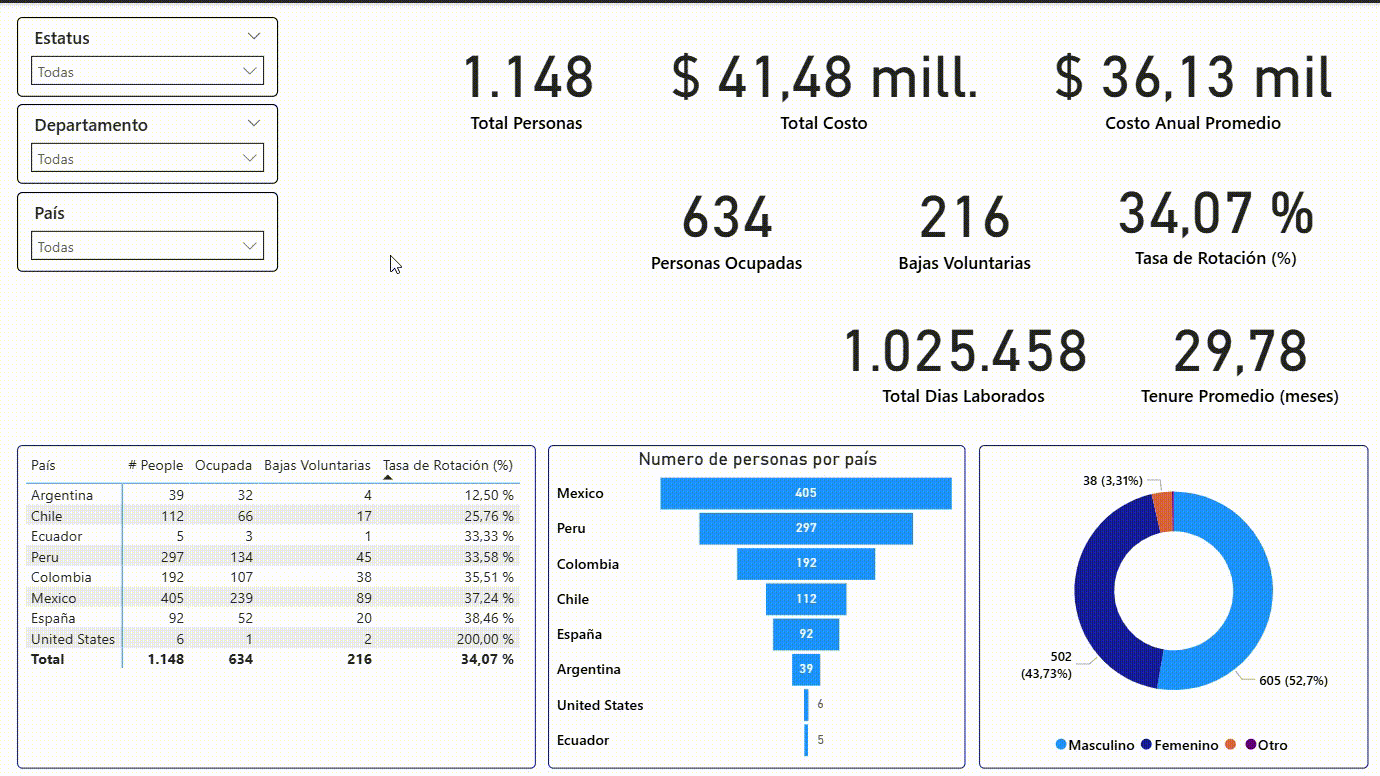 Estatus
Todas
Departamento
Todas
País
Todas
1.148
Total Personas
$ 41,48 mill.
Total Costo
$ 36,13 mil
Costo Anual Promedio
634
Personas Ocupadas
216
Bajas Voluntarias
34,07 %
Tasa de Rotación (%)
1.025.458
Total Dias Laborados
29,78
Tenure Promedio (meses)
País # People Ocupada Bajas Voluntarias Tasa de Rotación (%)
Argentina 39 32 4 12,50 %
Chile 112 66 17 25,76 %
Ecuador 5 3 1 33,33 %
Peru 297 134 45 33,58 %
Colombia 192 107 38 35,51 %
Mexico 405 239 89 37,24 %
España 92 52 20 38,46 %
United States 6 1 2 200,00 %
Total 1.148 634 216 34,07 %
Numero de personas por país
Mexico 405
Peru 297
Colombia 192
Chile 112
España 92
Argentina 39
United States 6
Ecuador 5
38 (3,31%)
502
(43,73%)
605 (52,7%)
Masculino Femenino Otro